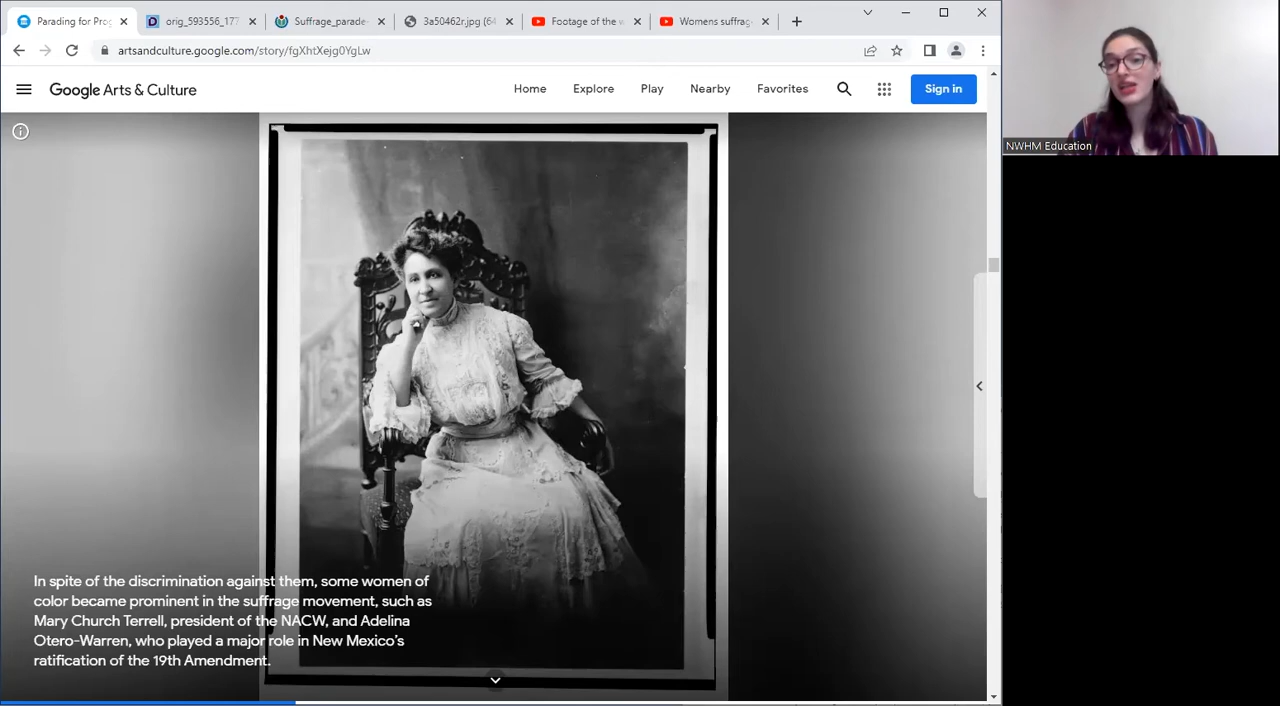 Parading for Prog
orig_593556_177
Suffrage_parade-
3a50462r.jpg (64
Footage of the w
Womens suffrag
artsandculture.google.com/story/fgXhtXejg0YgLw
Google Arts & Culture
Home
Explore
Play
Nearby
Favorites
Sign in
NWHM Education
In spite of the discrimination against them, some women of
color became prominent in the suffrage movement, such as
Mary Church Terrell, president of the NACW, and Adelina
Otero-Warren, who played a major role in New Mexico's
ratification of the 19th Amendment.